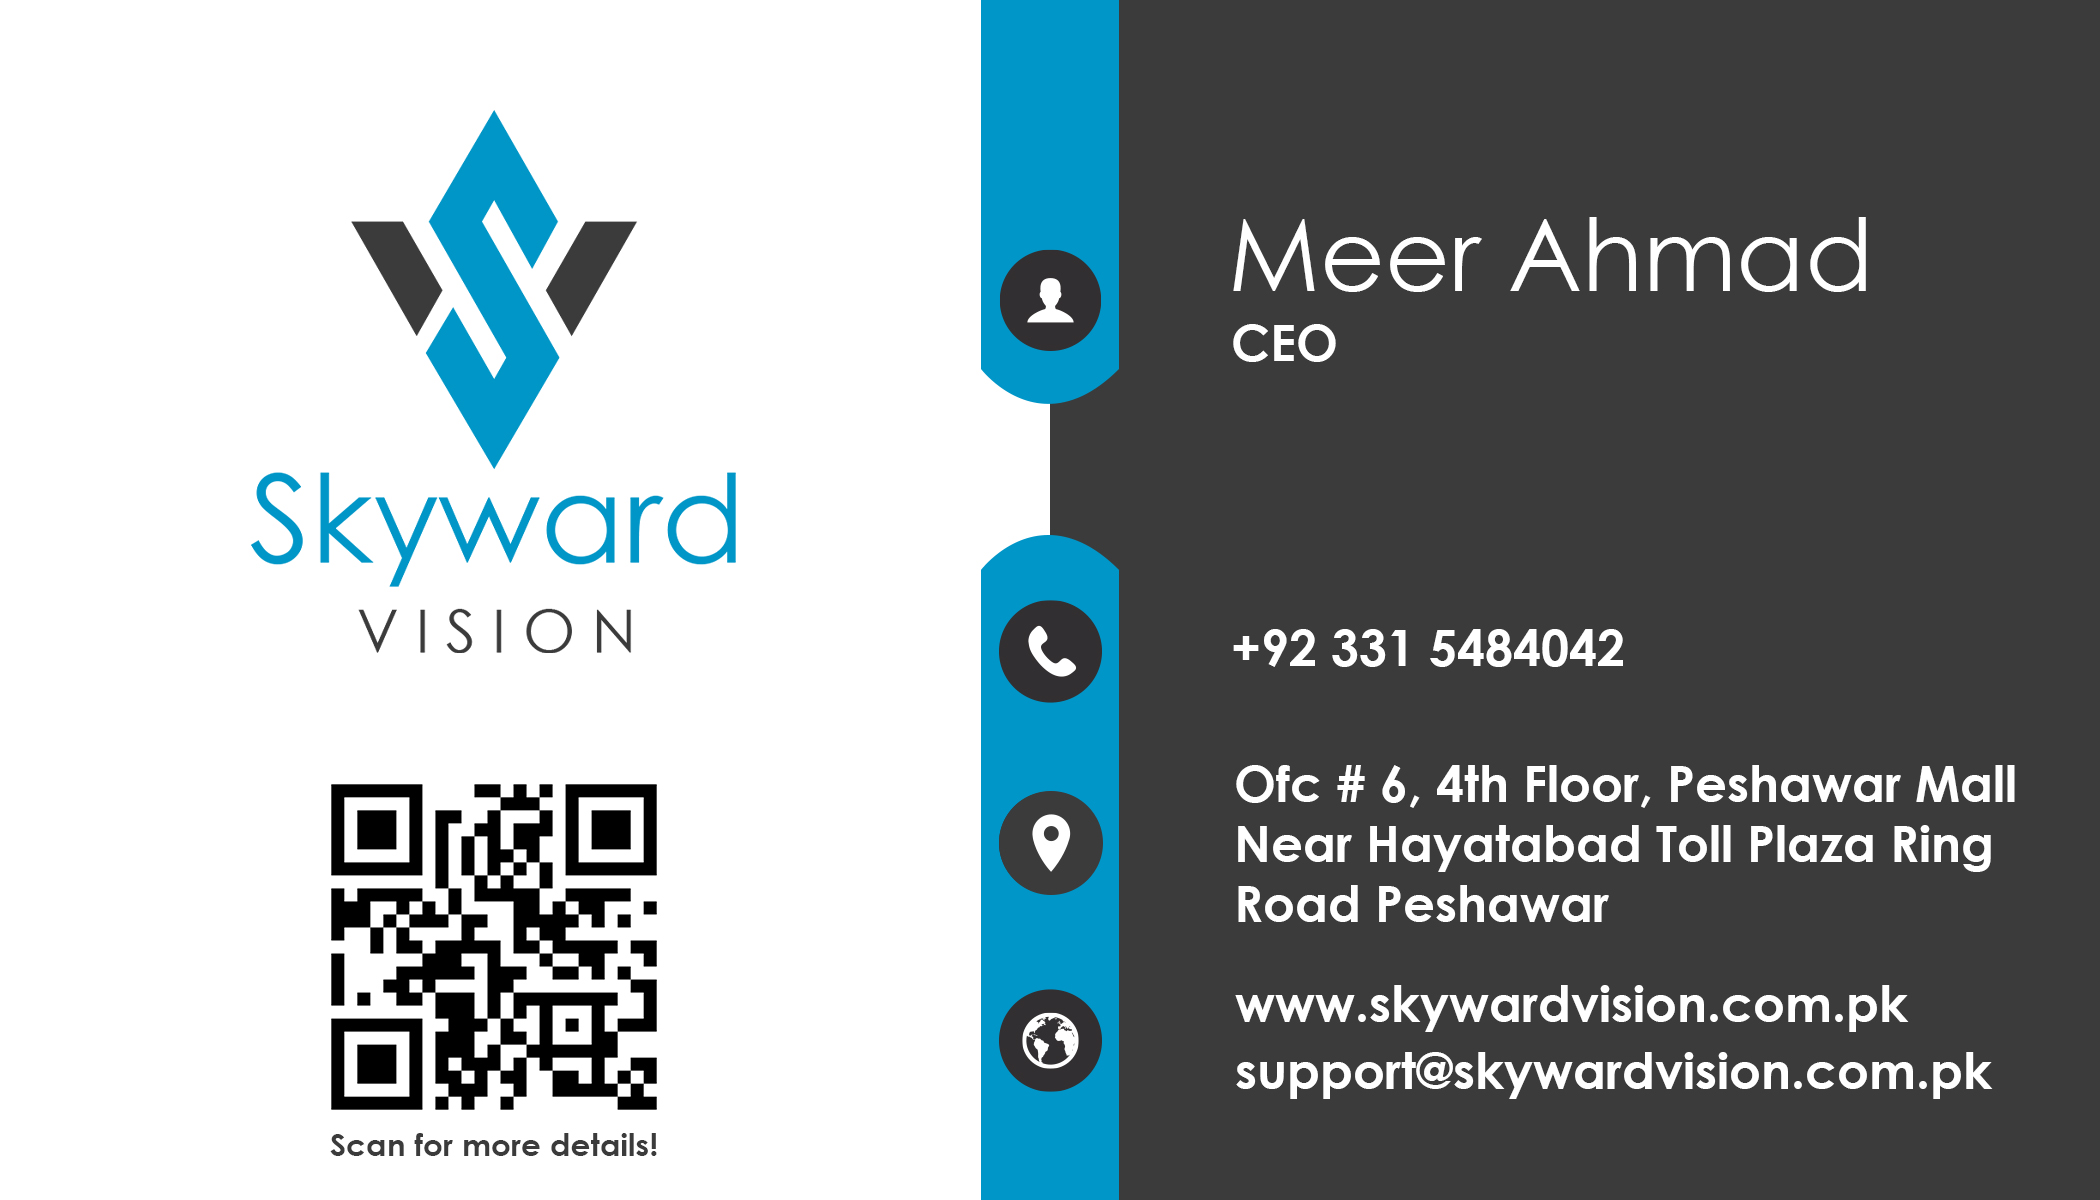 Skyward
VISION
Scan for more details!
Meer Ahmad
CEO
+92 331 5484042
Ofc # 6, 4th Floor, Peshawar Mall
Near Hayatabad Toll Plaza Ring
Road Peshawar
www.skywardvision.com.pk
support@skywardvision.com.pk